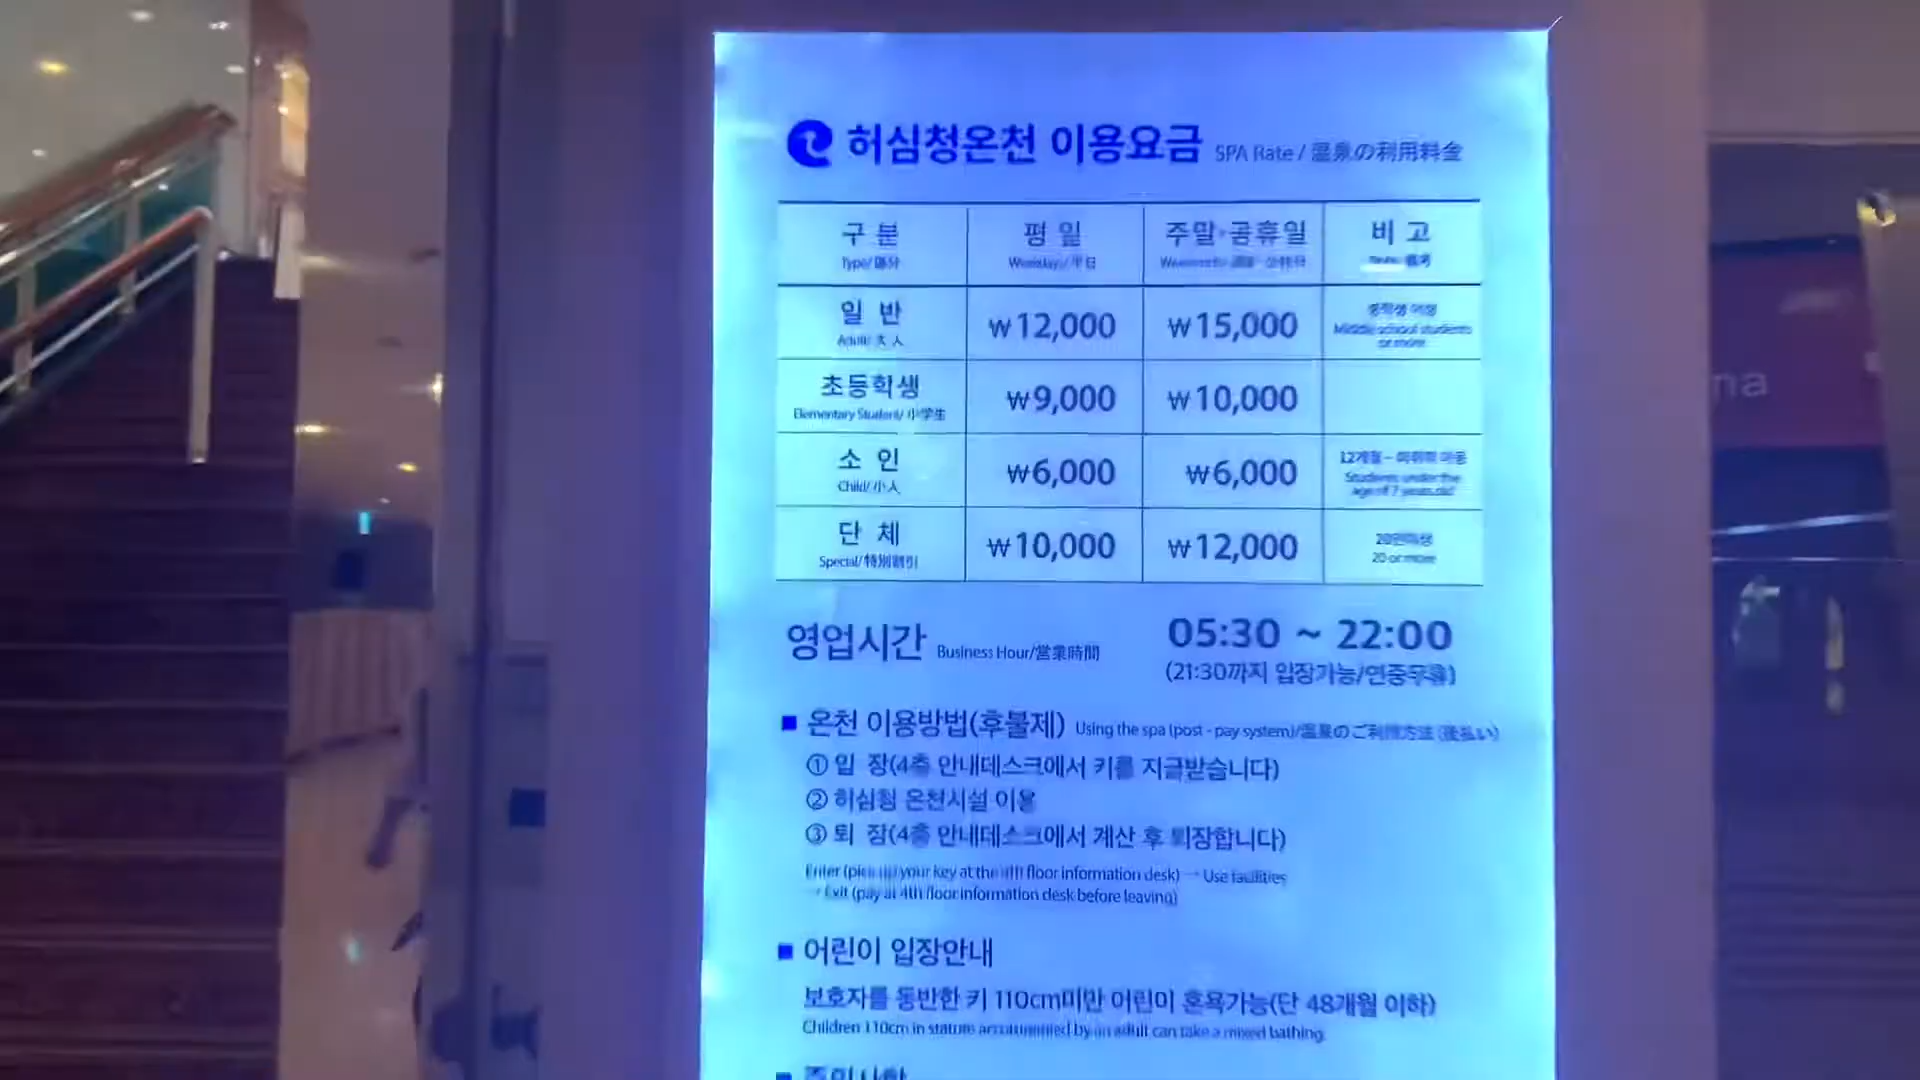 허심청온천 이용요금 SPA Rate / 温泉の利用料金
구 분 평 일 주말·공휴일 비 고
Type/ 區分 Weekday/ 平日
일 반 ₩12,000 ₩15,000 중학생 이상
Adult/ 大人 Middle school students
or more
초등학생 ₩9,000 ₩10,000
Elementary Student/ 小学生
소 인 ₩6,000 ₩6,000 12개월 ~ 미취학 아동
Child/ 小人 Students under the
age of 7 years old
단 체 ₩10,000 ₩12,000 20인이상
Special/ 特別割引 20 or more
영업시간 Business Hour/営業時間 05:30 ~ 22:00
(21:30까지 입장가능/연중무휴)
■ 온천 이용방법(후불제) Using the spa (post - pay system)/温泉のご利用方法 (後払い)
① 입 장(4층 안내데스크에서 키를 지급받습니다)
② 허심청 온천시설 이용
③ 퇴 장(4층 안내데스크에서 계산 후 퇴장합니다)
Enter (pick up your key at the 4th floor information desk) → Use facilities
→ Exit (pay at 4th floor information desk before leaving)
■ 어린이 입장안내
보호자를 동반한 키 110cm미만 어린이 혼욕가능(단 48개월 이하)
Children 110cm in stature accompanied by an adult can take a mixed bathing.
■ 주의사항
na